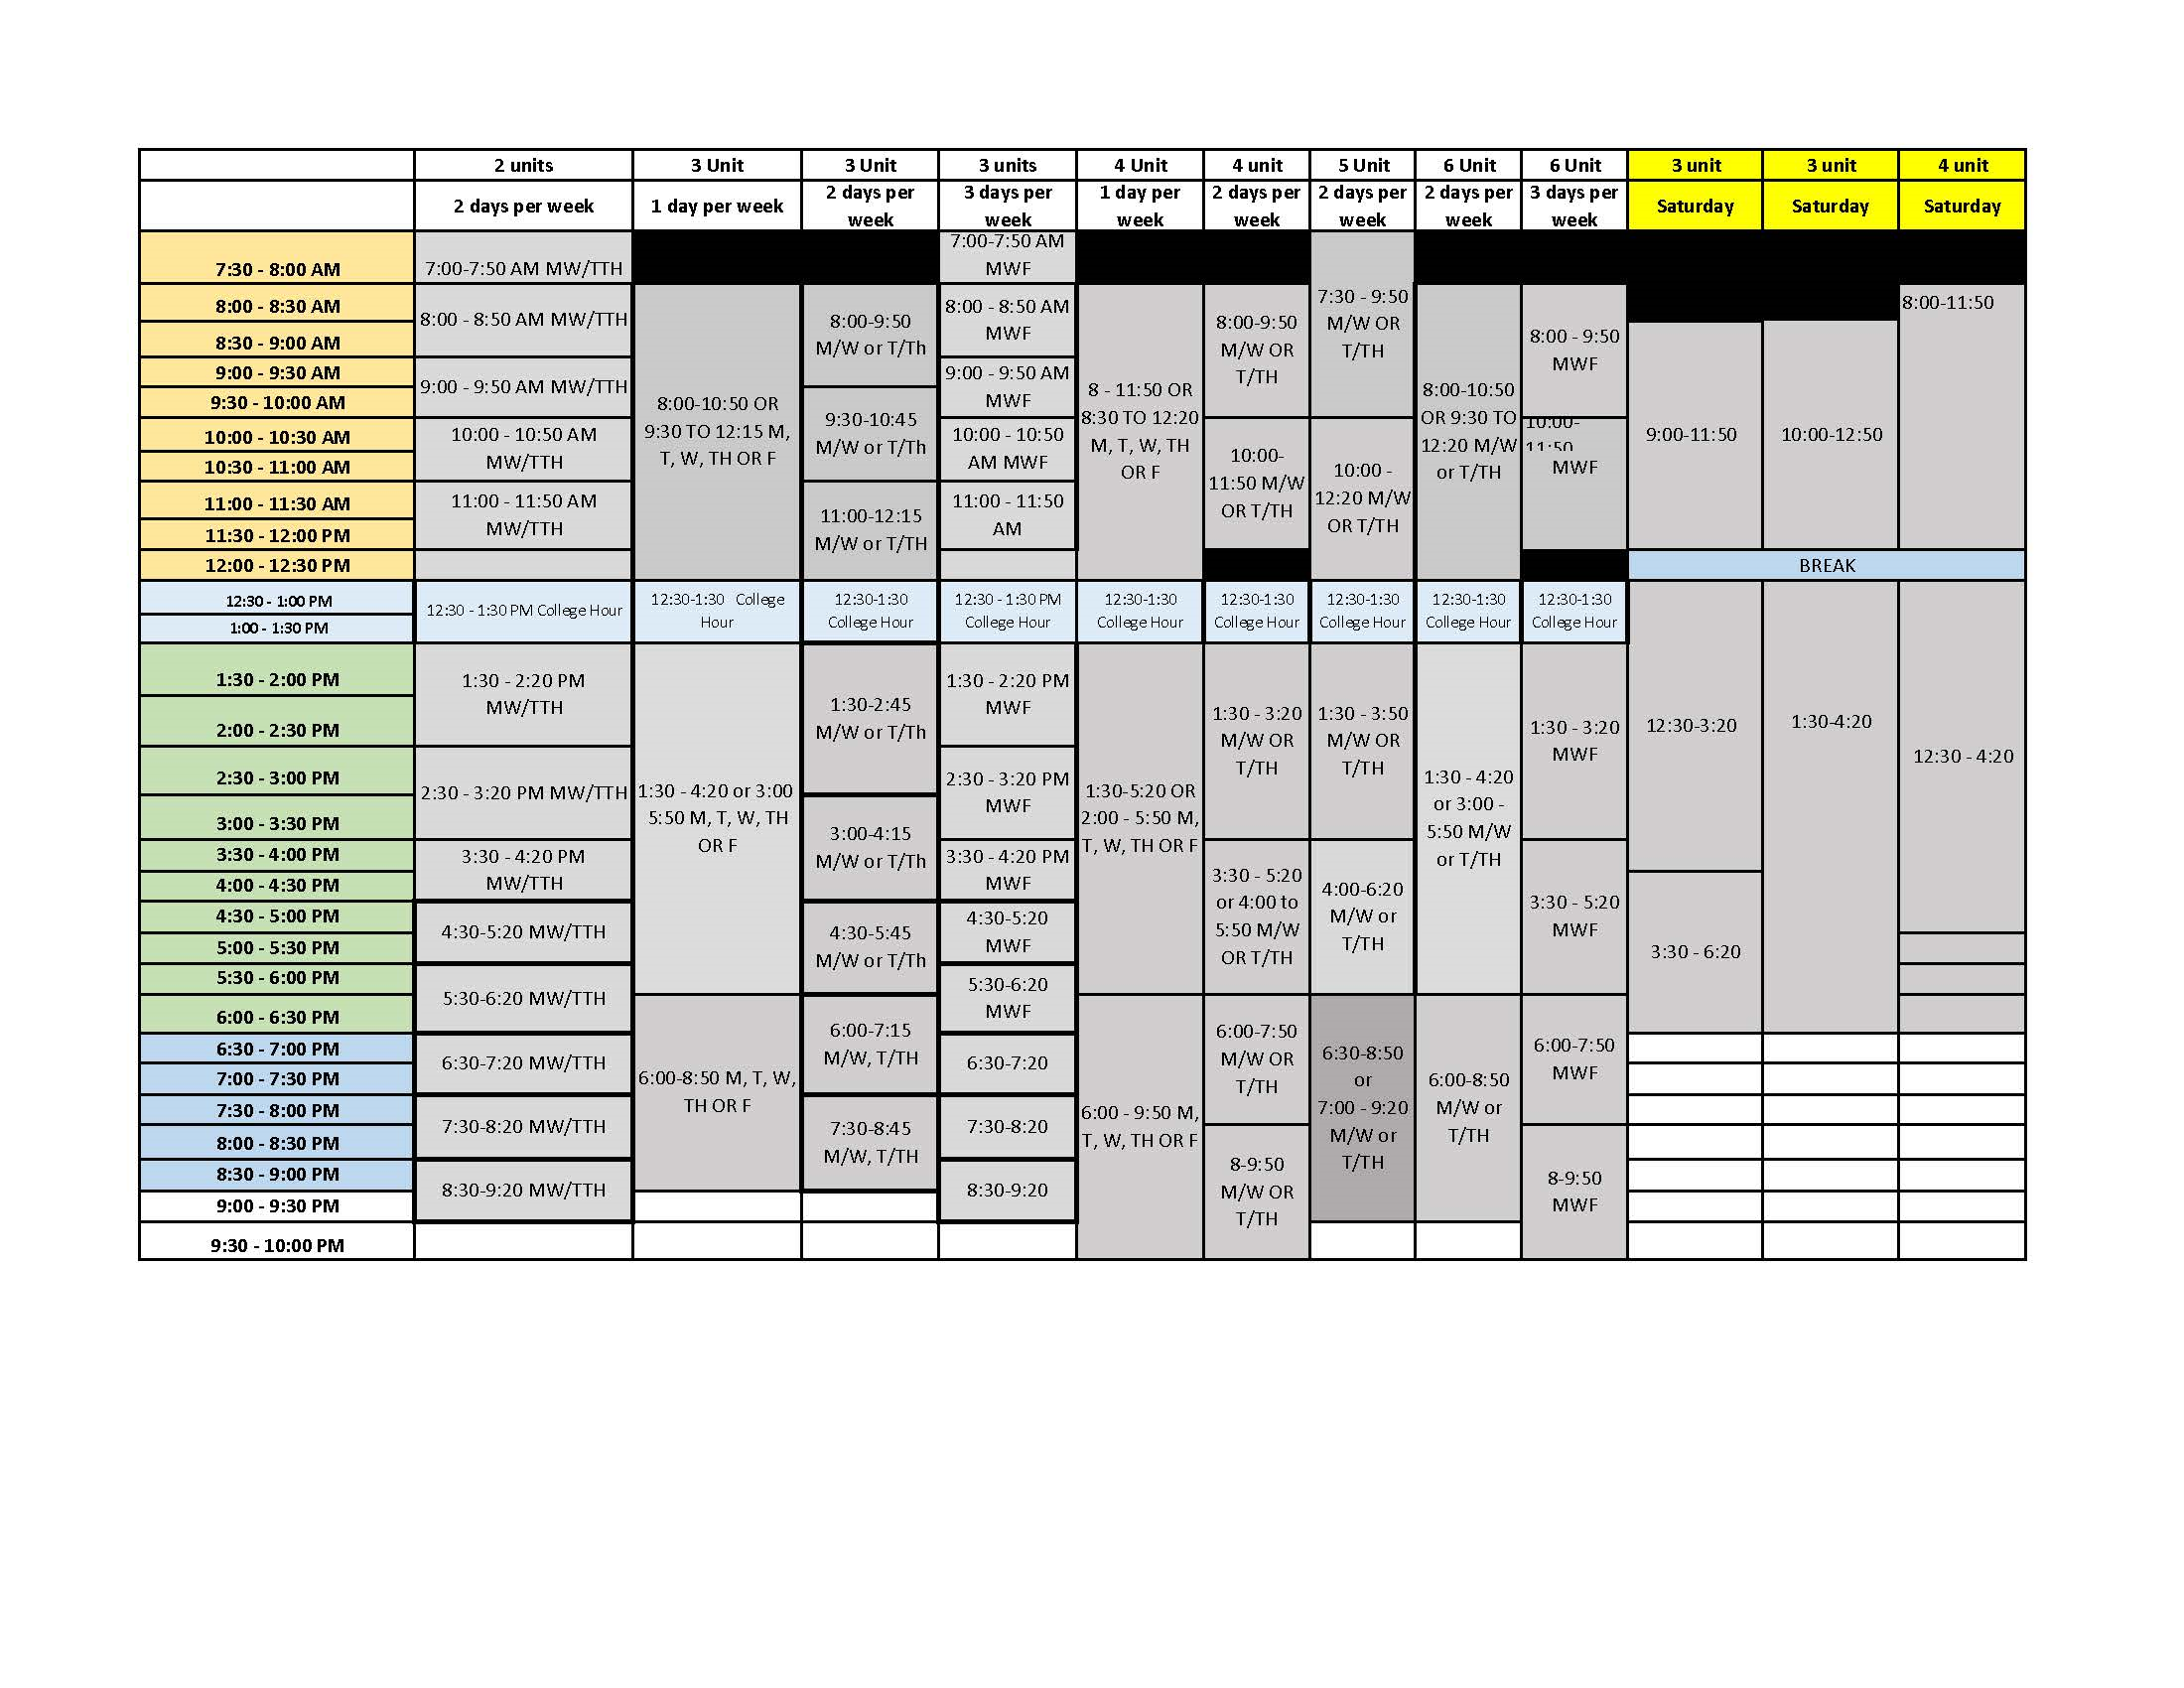 2 units 3 Unit 3 Unit 3 units 4 Unit 4 unit 5 Unit 6 Unit 6 Unit 3 unit 3 unit 4 unit
2 days per week 1 day per week 2 days per week 3 days per week 1 day per week 2 days per week 2 days per week 2 days per week 3 days per week Saturday Saturday Saturday
7:30 - 8:00 AM
8:00 - 8:30 AM
8:30 - 9:00 AM
9:00 - 9:30 AM
9:30 - 10:00 AM
10:00 - 10:30 AM
10:30 - 11:00 AM
11:00 - 11:30 AM
11:30 - 12:00 PM
12:00 - 12:30 PM
12:30 - 1:00 PM
1:00 - 1:30 PM
1:30 - 2:00 PM
2:00 - 2:30 PM
2:30 - 3:00 PM
3:00 - 3:30 PM
3:30 - 4:00 PM
4:00 - 4:30 PM
4:30 - 5:00 PM
5:00 - 5:30 PM
5:30 - 6:00 PM
6:00 - 6:30 PM
6:30 - 7:00 PM
7:00 - 7:30 PM
7:30 - 8:00 PM
8:00 - 8:30 PM
8:30 - 9:00 PM
9:00 - 9:30 PM
9:30 - 10:00 PM
7:00-7:50 AM MW/TTH
8:00 - 8:50 AM MW/TTH
9:00 - 9:50 AM MW/TTH
10:00 - 10:50 AM
MW/TTH
11:00 - 11:50 AM
MW/TTH
12:30 - 1:30 PM College Hour
1:30 - 2:20 PM
MW/TTH
2:30 - 3:20 PM MW/TTH
3:30 - 4:20 PM
MW/TTH
4:30-5:20 MW/TTH
5:30-6:20 MW/TTH
6:30-7:20 MW/TTH
7:30-8:20 MW/TTH
8:30-9:20 MW/TTH
8:00-10:50 OR
9:30 TO 12:15 M,
T, W, TH OR F
12:30-1:30 College
Hour
1:30 - 4:20 or 3:00
5:50 M, T, W, TH
OR F
6:00-8:50 M, T, W,
TH OR F
8:00-9:50
M/W or T/Th
9:30-10:45
M/W or T/Th
11:00-12:15
M/W or T/TH
12:30-1:30
College Hour
1:30-2:45
M/W or T/Th
3:00-4:15
M/W or T/Th
4:30-5:45
M/W or T/Th
6:00-7:15
M/W, T/TH
7:30-8:45
M/W, T/TH
7:00-7:50 AM
MWF
8:00 - 8:50 AM
MWF
9:00 - 9:50 AM
MWF
10:00 - 10:50
AM MWF
11:00 - 11:50
AM
12:30 - 1:30 PM
College Hour
1:30 - 2:20 PM
MWF
2:30 - 3:20 PM
MWF
3:30 - 4:20 PM
MWF
4:30-5:20
MWF
5:30-6:20
MWF
6:30-7:20
7:30-8:20
8:30-9:20
8 - 11:50 OR
8:30 TO 12:20
M, T, W, TH
OR F
12:30-1:30
College Hour
1:30-5:20 OR
2:00 - 5:50 M,
T, W, TH OR F
6:00 - 9:50 M,
T, W, TH OR F
8:00-9:50
M/W OR
T/TH
10:00-
11:50 M/W
OR T/TH
12:30-1:30
College Hour
1:30 - 3:20
M/W OR
T/TH
3:30 - 5:20
or 4:00 to
5:50 M/W
OR T/TH
6:00-7:50
M/W OR
T/TH
8-9:50
M/W OR
T/TH
7:30 - 9:50
M/W OR
T/TH
10:00 -
12:20 M/W
OR T/TH
12:30-1:30
College Hour
1:30 - 3:50
M/W OR
T/TH
4:00-6:20
M/W or
T/TH
6:30-8:50
or
7:00 - 9:20
M/W or
T/TH
8:00-10:50
OR 9:30 TO
12:20 M/W
or T/TH
12:30-1:30
College Hour
1:30 - 4:20
or 3:00 -
5:50 M/W
or T/TH
6:00-8:50
M/W or
T/TH
8:00 - 9:50
MWF
10:00-
11:50
MWF
12:30-1:30
College Hour
1:30 - 3:20
MWF
3:30 - 5:20
MWF
6:00-7:50
MWF
8-9:50
MWF
9:00-11:50
BREAK
12:30-3:20
3:30 - 6:20
10:00-12:50
1:30-4:20
8:00-11:50
12:30 - 4:20